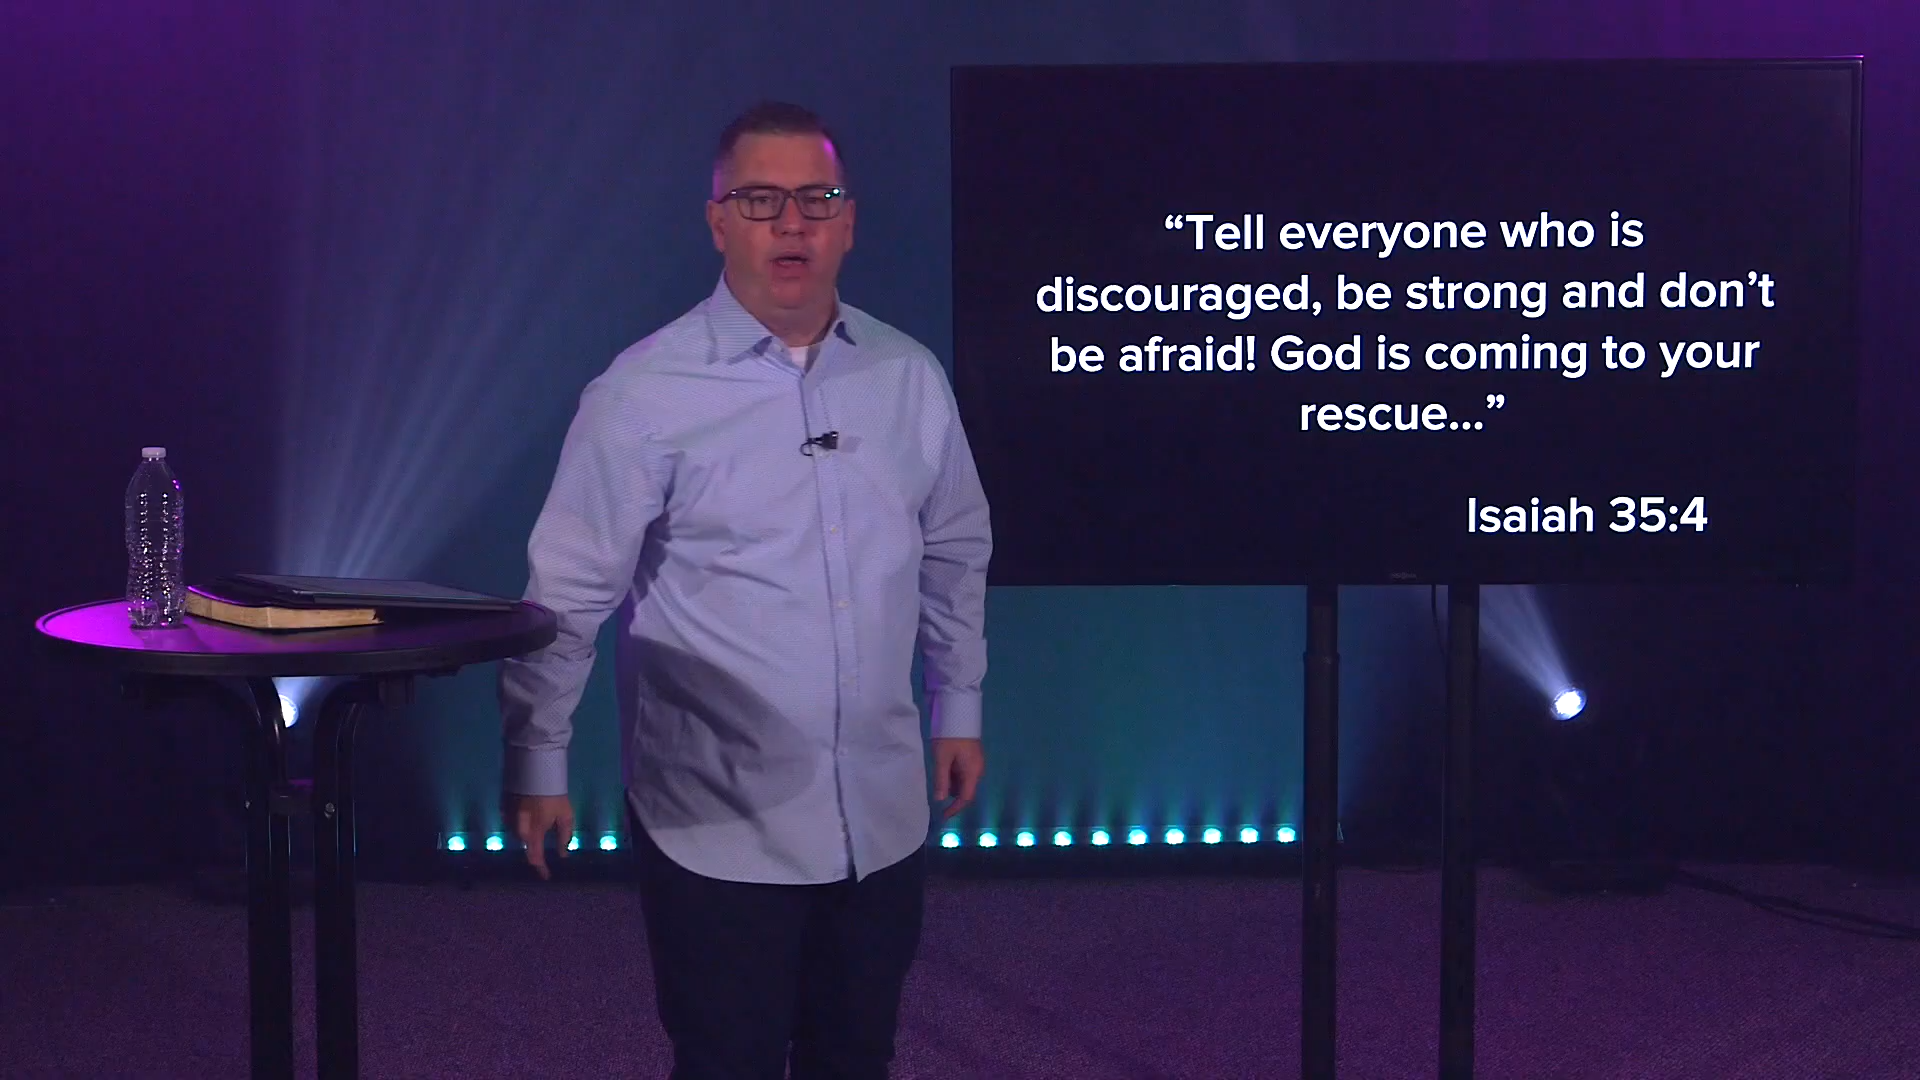 “Tell everyone who is
discouraged, be strong and don’t
be afraid! God is coming to your
rescue...”
Isaiah 35:4